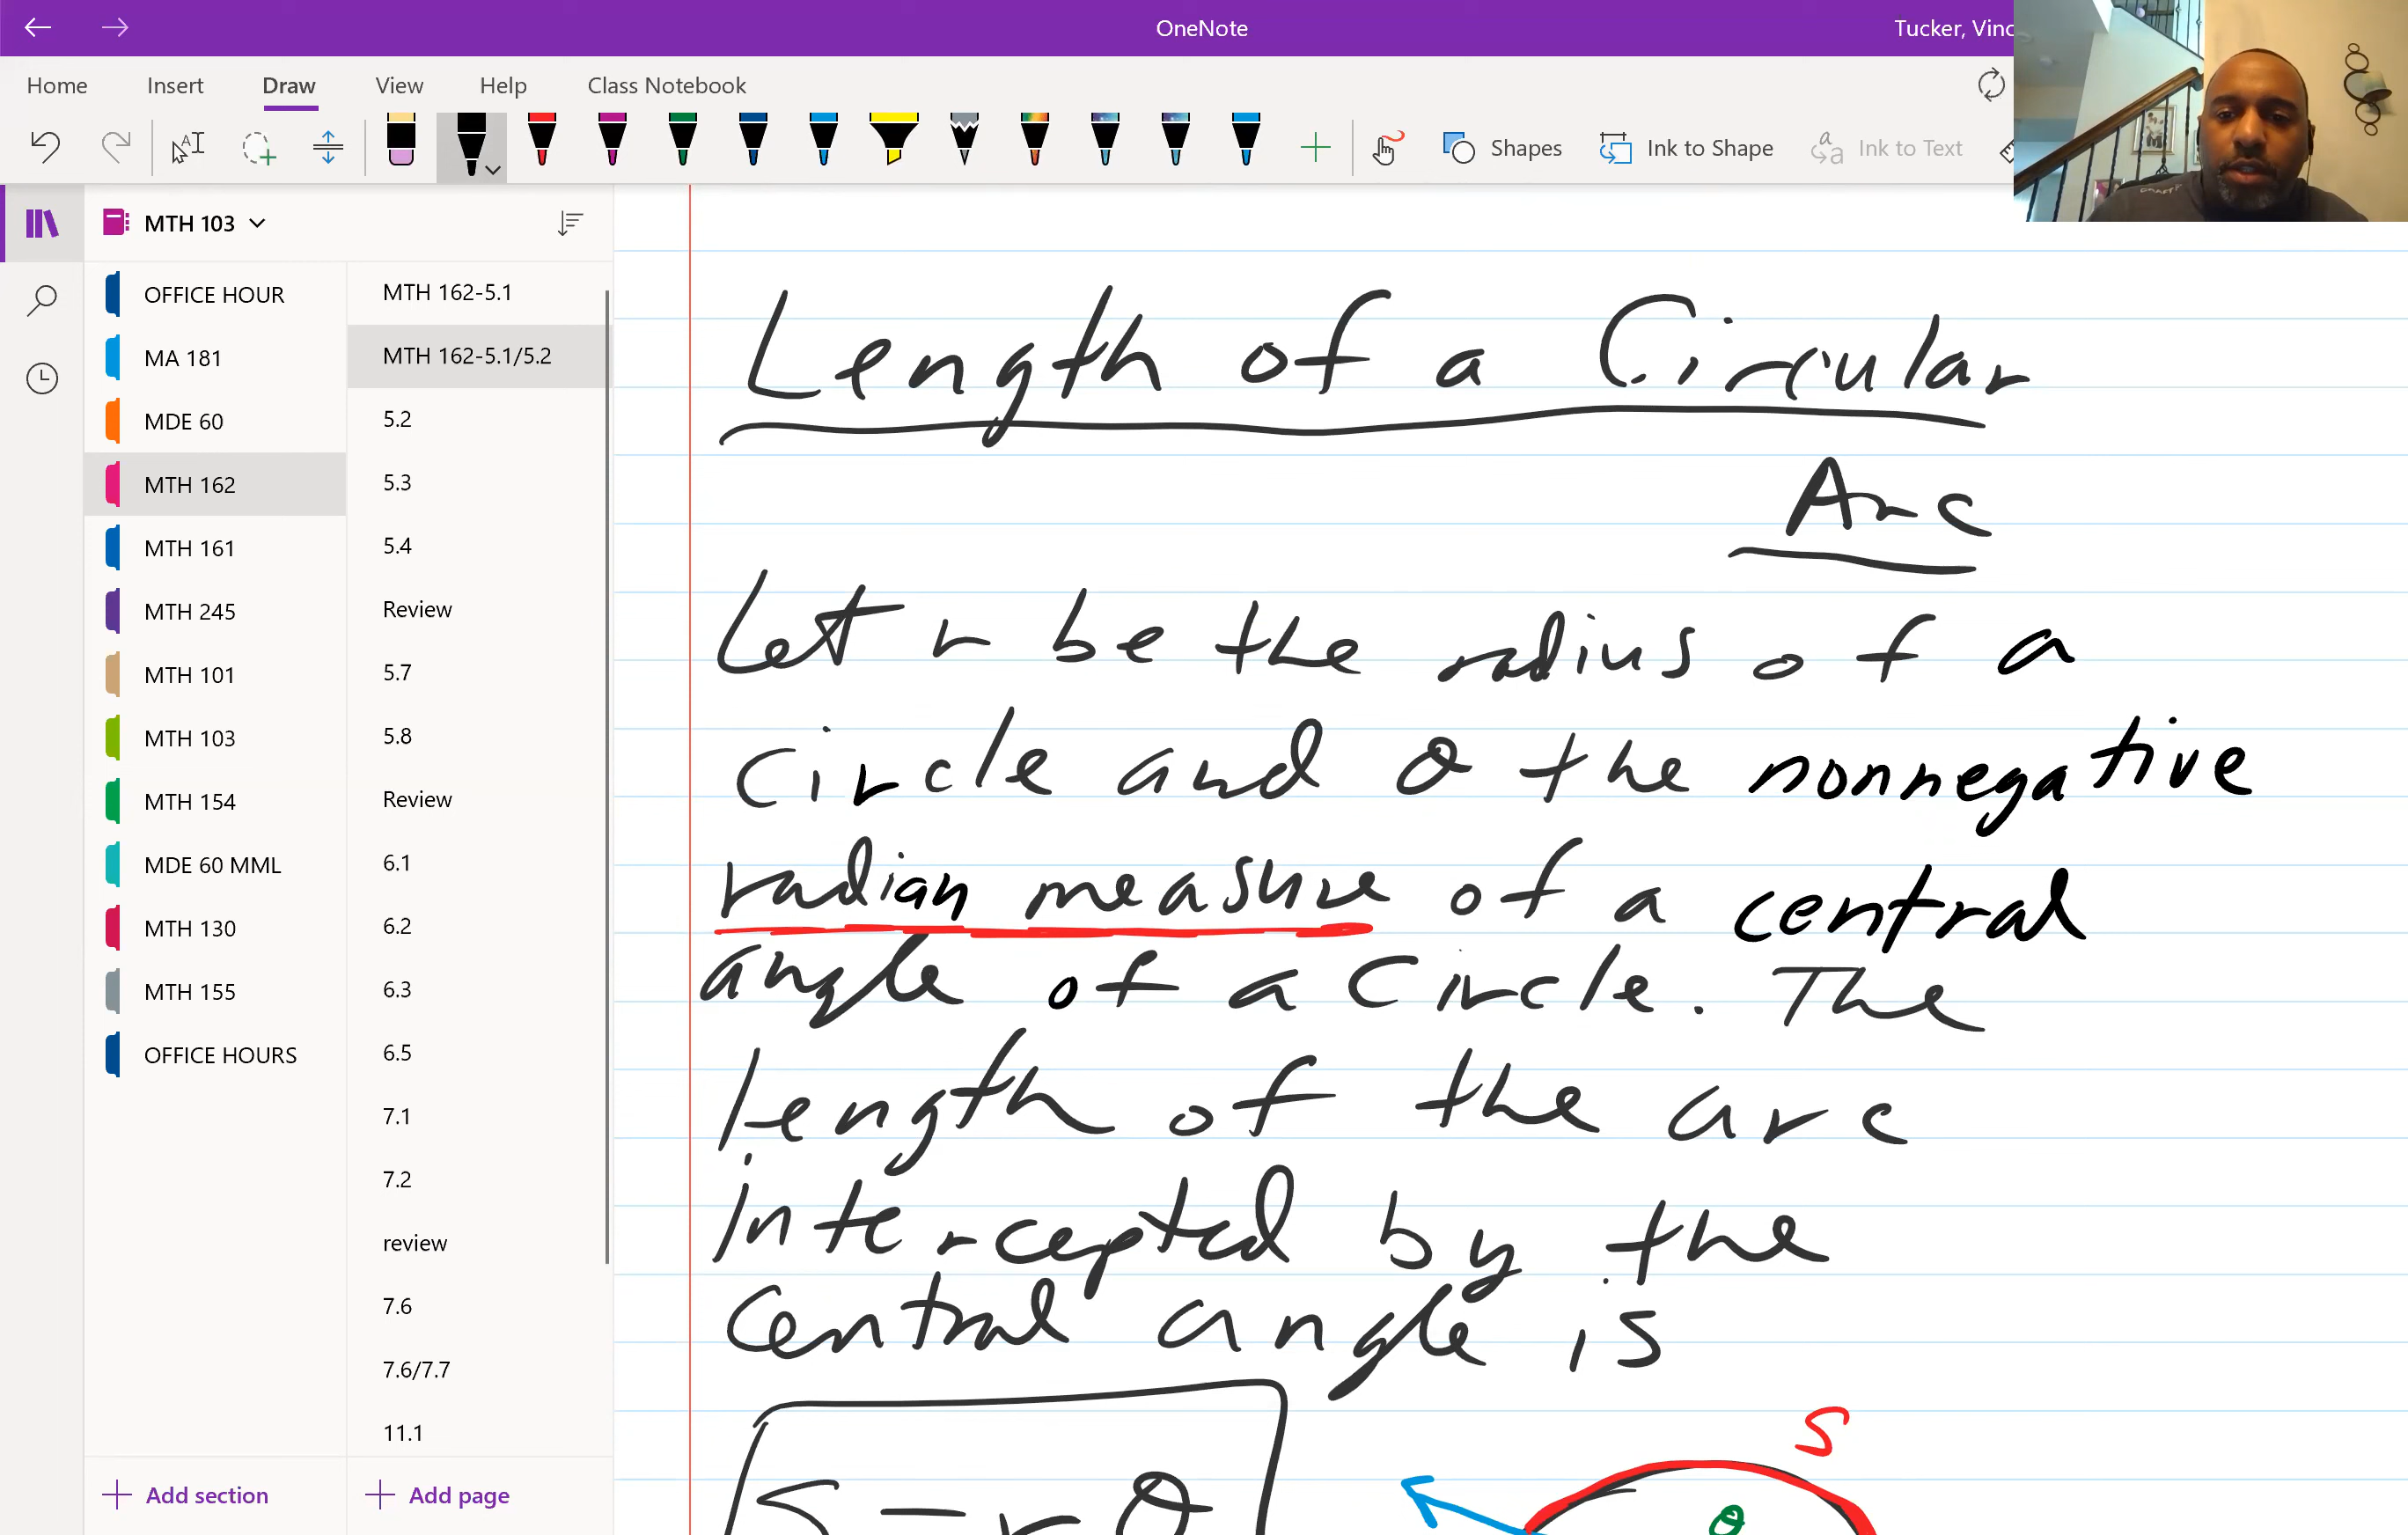 OneNote
Tucker, Vinc
Home Insert Draw View Help Class Notebook
Shapes Ink to Shape Ink to Text
MTH 103
OFFICE HOUR
MA 181
MDE 60
MTH 162
MTH 161
MTH 245
MTH 101
MTH 103
MTH 154
MDE 60 MML
MTH 130
MTH 155
OFFICE HOURS
Add section
MTH 162-5.1
MTH 162-5.1/5.2
5.2
5.3
5.4
Review
5.7
5.8
Review
6.1
6.2
6.3
6.5
7.1
7.2
review
7.6
7.6/7.7
11.1
Add page
Length of a Circular
Arc
Let r be the radius of a
circle and θ the nonnegative
radian measure of a central
angle of a Circle. The
length of the arc
intercepted by the
central angle is
S = r θ
S
θ